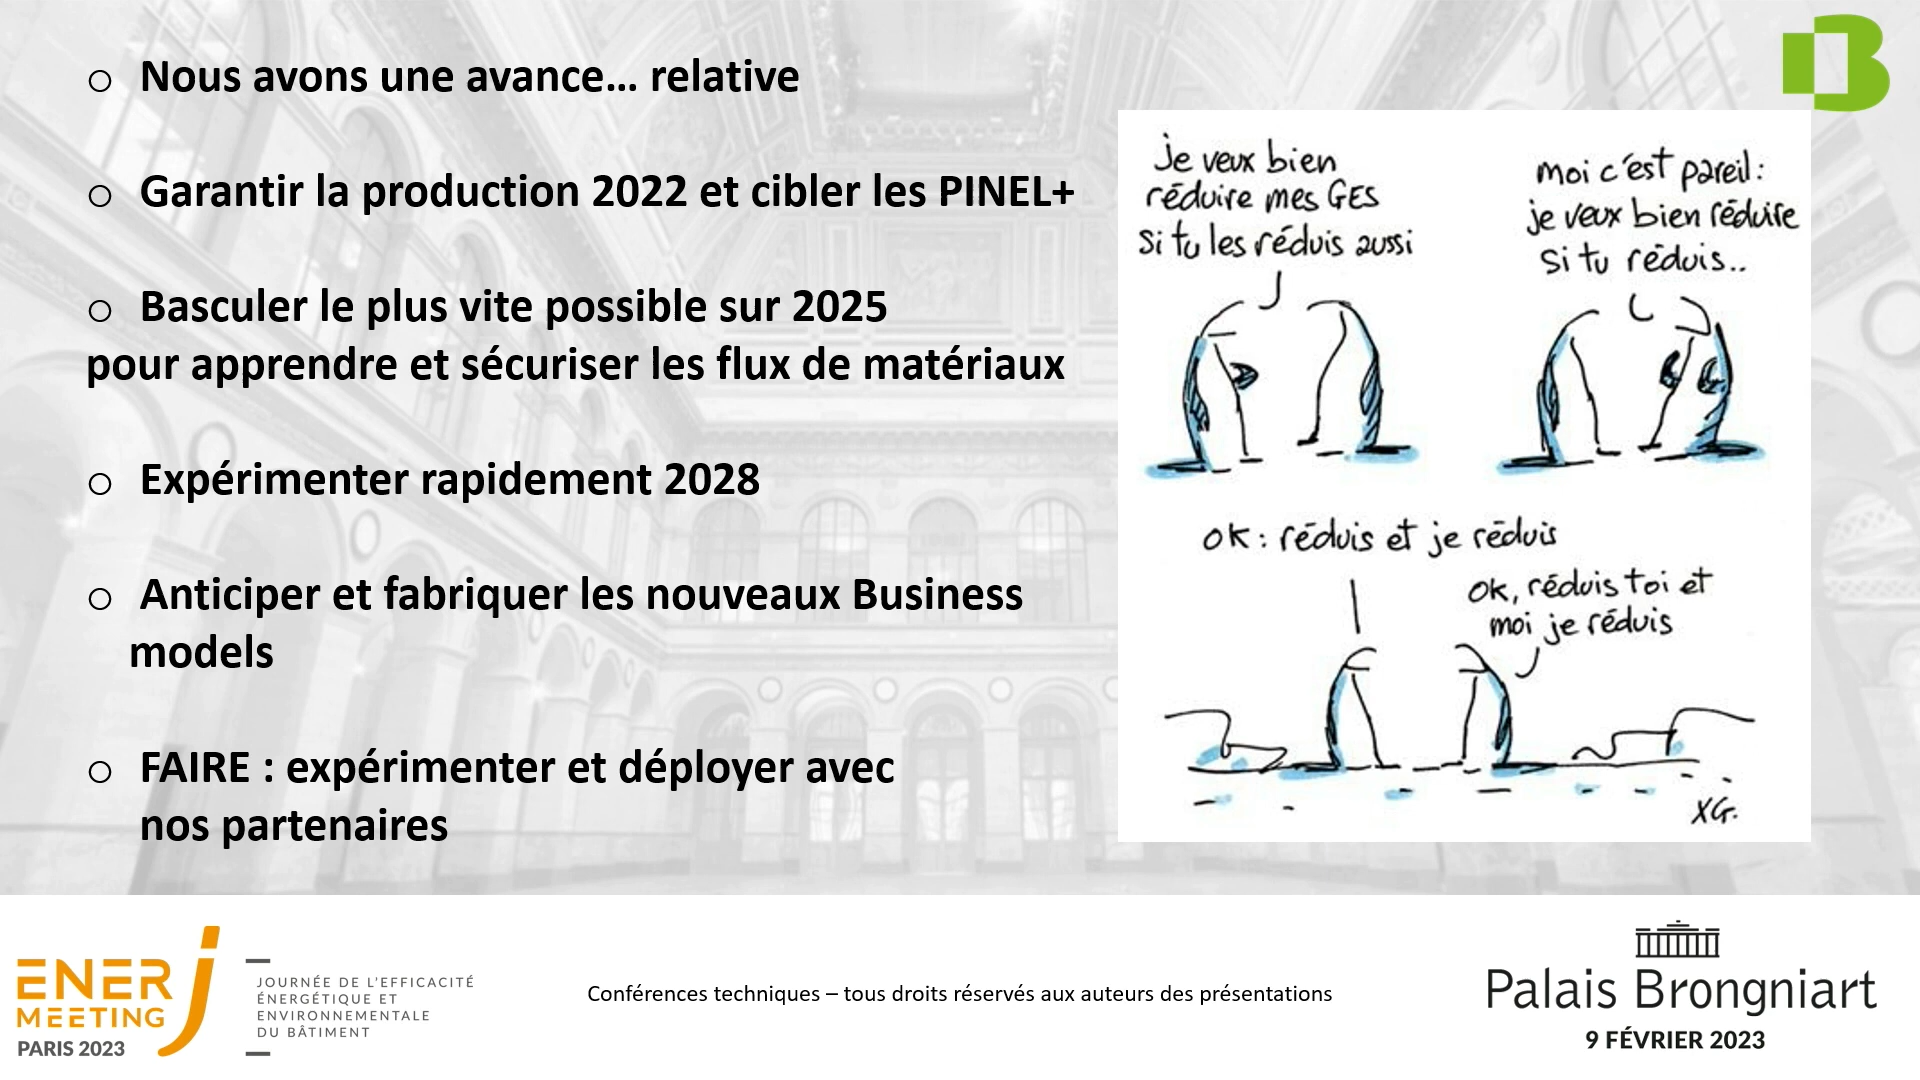 o Nous avons une avance… relative
o Garantir la production 2022 et cibler les PINEL+
o Basculer le plus vite possible sur 2025
pour apprendre et sécuriser les flux de matériaux
o Expérimenter rapidement 2028
o Anticiper et fabriquer les nouveaux Business
models
o FAIRE : expérimenter et déployer avec
nos partenaires
B
je veux bien
réduire mes GES
si tu les réduis aussi
moi c'est pareil :
je veux bien réduire
si tu réduis..
OK : réduis et je réduis
OK, réduis toi et
moi je réduis
XG.
ENERJ
MEETING
PARIS 2023
JOURNÉE DE L'EFFICACITÉ
ÉNERGÉTIQUE ET
ENVIRONNEMENTALE
DU BÂTIMENT
Conférences techniques – tous droits réservés aux auteurs des présentations
Palais Brongniart
9 FÉVRIER 2023